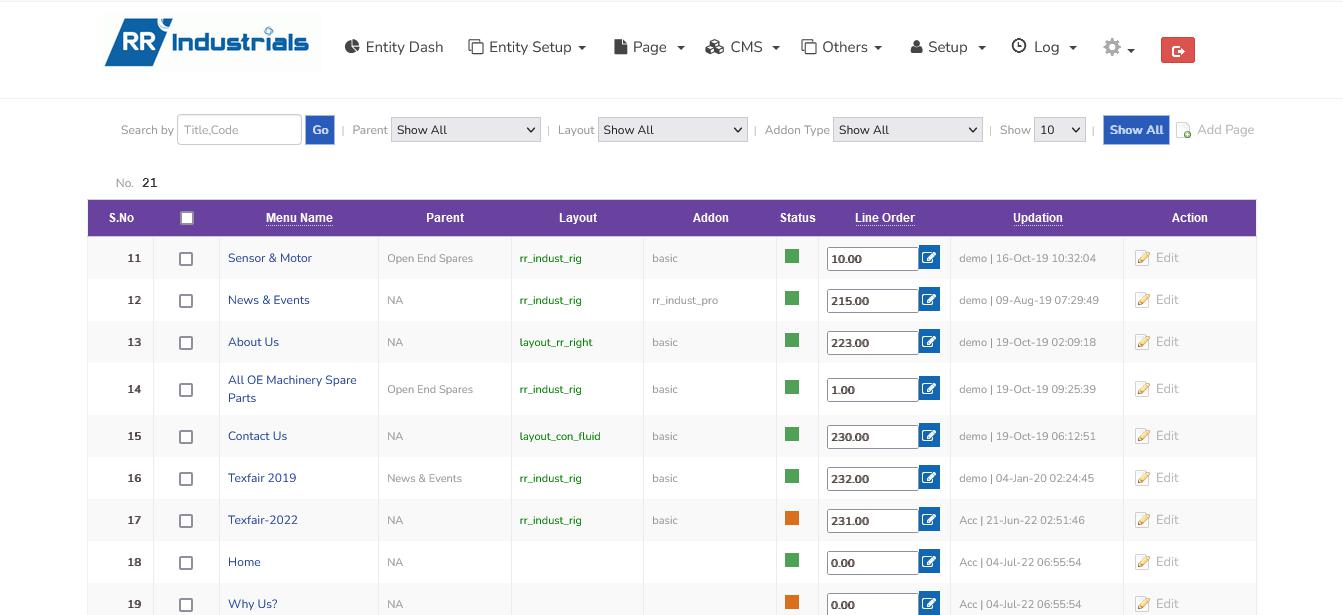 RR Industrials
Entity Dash Entity Setup Page CMS Others Setup Log
Search by Title,Code Go | Parent Show All | Layout Show All | Addon Type Show All | Show 10 | Show All Add Page
No. 21
S.No Menu Name Parent Layout Addon Status Line Order Updation Action
11 Sensor & Motor Open End Spares rr_indust_rig basic 10.00 demo | 16-Oct-19 10:32:04 Edit
12 News & Events NA rr_indust_rig rr_indust_pro 215.00 demo | 09-Aug-19 07:29:49 Edit
13 About Us NA layout_rr_right basic 223.00 demo | 19-Oct-19 02:09:18 Edit
14 All OE Machinery Spare Parts Open End Spares rr_indust_rig basic 1.00 demo | 19-Oct-19 09:25:39 Edit
15 Contact Us NA layout_con_fluid basic 230.00 demo | 19-Oct-19 06:12:51 Edit
16 Texfair 2019 News & Events rr_indust_rig basic 232.00 demo | 04-Jan-20 02:24:45 Edit
17 Texfair-2022 NA rr_indust_rig basic 231.00 Acc | 21-Jun-22 02:51:46 Edit
18 Home NA 0.00 Acc | 04-Jul-22 06:55:54 Edit
19 Why Us? NA 0.00 Acc | 04-Jul-22 06:55:54 Edit